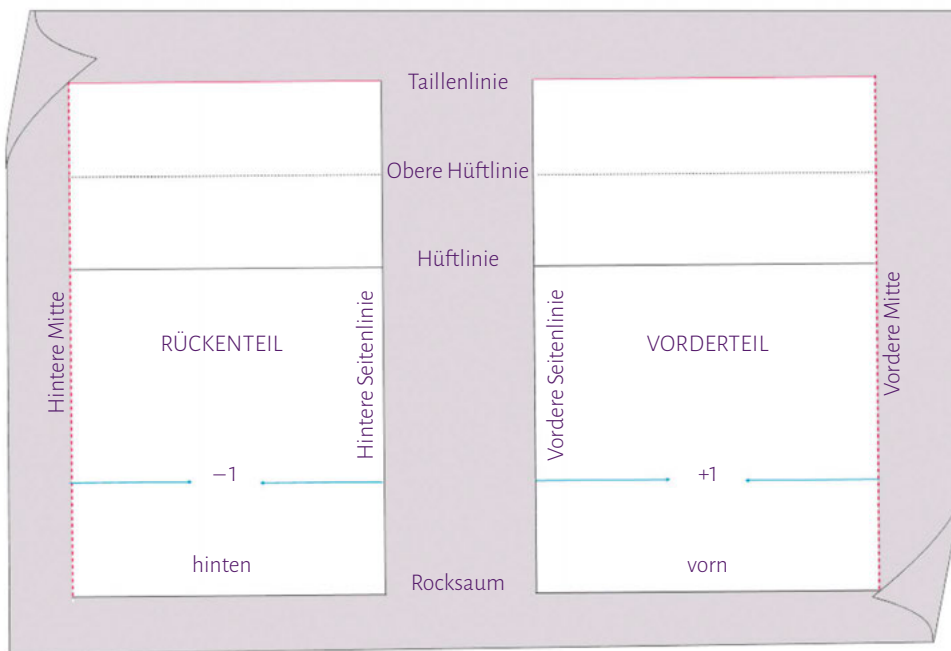 Taillenlinie
Obere Hüftlinie
Hüftlinie
Hintere Mitte
RÜCKENTEIL
Hintere Seitenlinie
Vordere Seitenlinie
VORDERTEIL
Vordere Mitte
–1
+1
hinten
vorn
Rocksaum